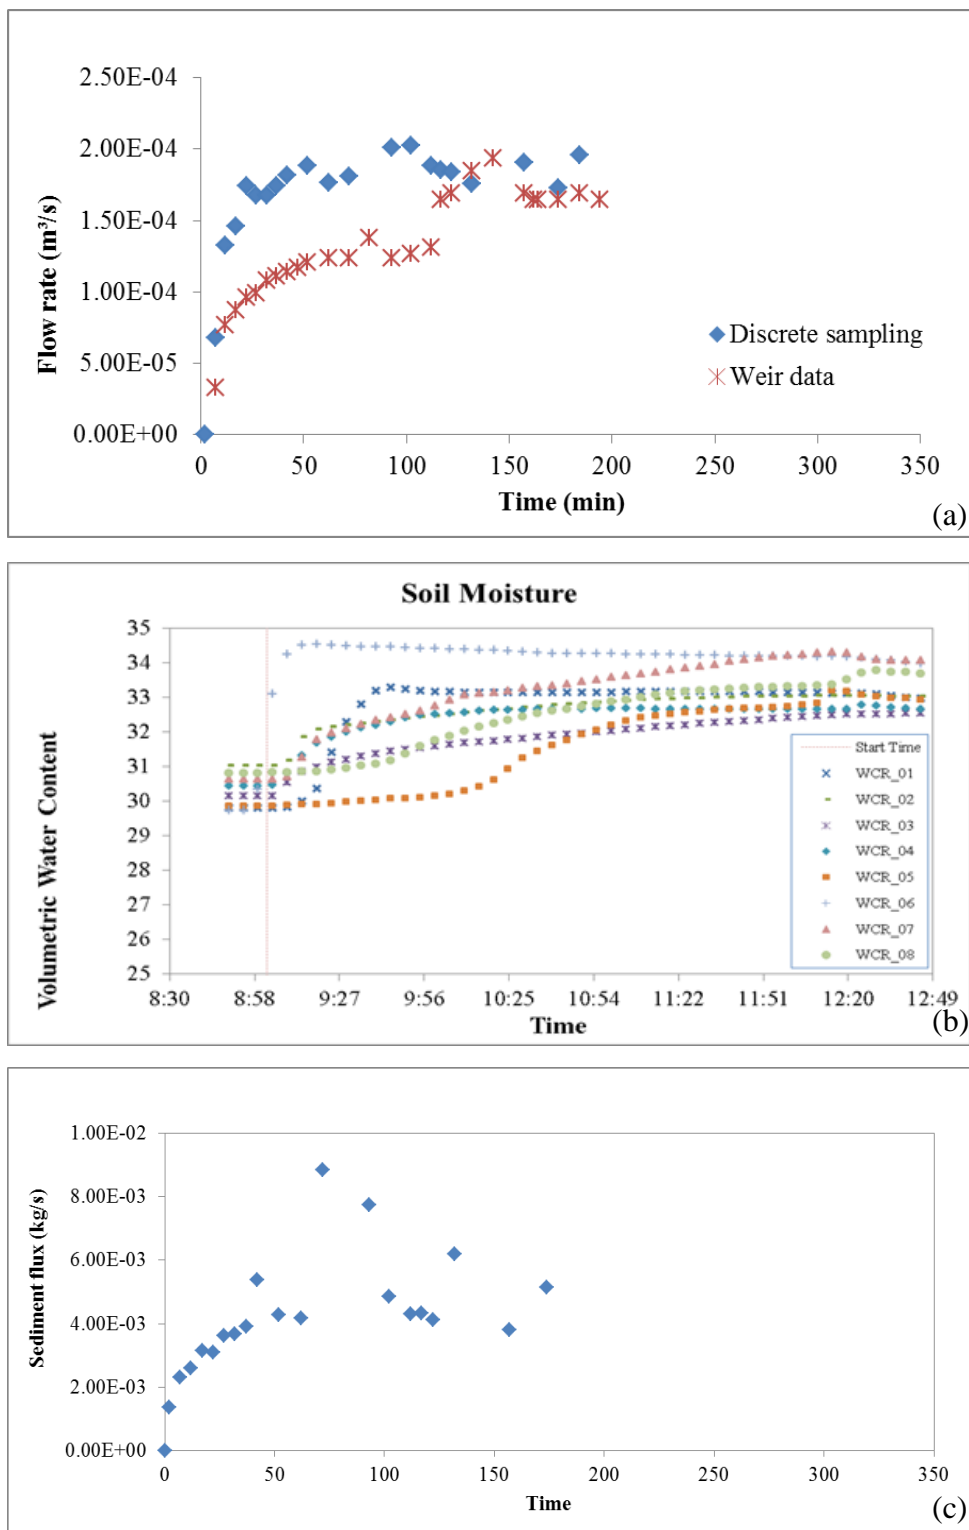 2.50E-04
2.00E-04
1.50E-04
1.00E-04
5.00E-05
0.00E+00
Flow rate (m³/s)
Discrete sampling
Weir data
0 50 100 150 200 250 300 350
Time (min)
(a)
Soil Moisture
35
34
33
32
31
30
29
28
27
26
25
Volumetric Water Content
Start Time
WCR_01
WCR_02
WCR_03
WCR_04
WCR_05
WCR_06
WCR_07
WCR_08
8:30 8:58 9:27 9:56 10:25 10:54 11:22 11:51 12:20 12:49
Time
(b)
1.00E-02
8.00E-03
6.00E-03
4.00E-03
2.00E-03
0.00E+00
Sediment flux (kg/s)
0 50 100 150 200 250 300 350
Time
(c)